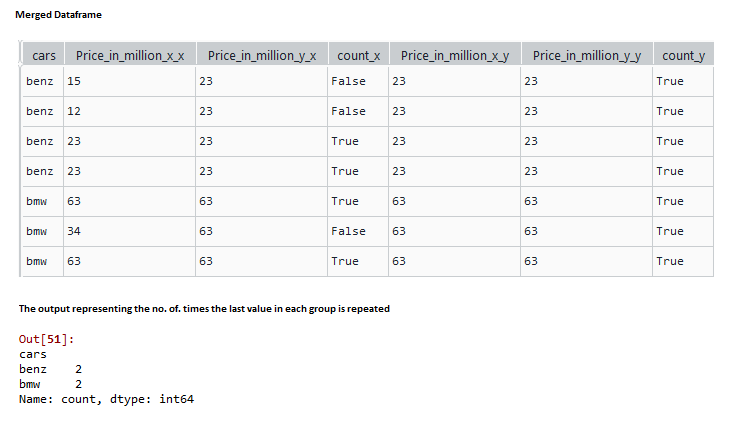 Merged Dataframe
cars Price_in_million_x_x Price_in_million_y_x count_x Price_in_million_x_y Price_in_million_y_y count_y
benz 15 23 False 23 23 True
benz 12 23 False 23 23 True
benz 23 23 True 23 23 True
benz 23 23 True 23 23 True
bmw 63 63 True 63 63 True
bmw 34 63 False 63 63 True
bmw 63 63 True 63 63 True
The output representing the no. of. times the last value in each group is repeated
Out[51]:
cars
benz 2
bmw 2
Name: count, dtype: int64